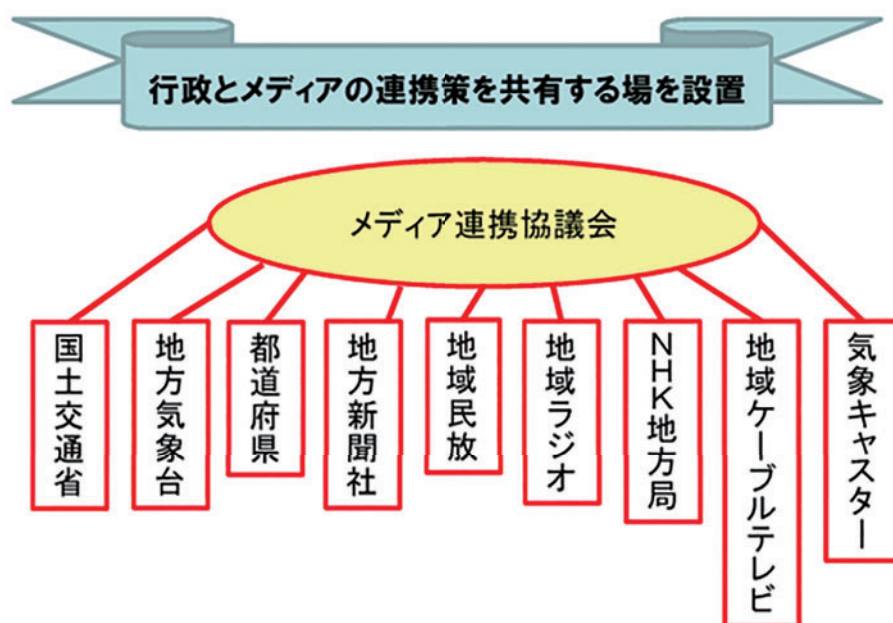 行政とメディアの連携策を共有する場を設置
メディア連携協議会
国土交通省
地方気象台
都道府県
地方新聞社
地域民放
地域ラジオ
NHK地方局
地域ケーブルテレビ
気象キャスター